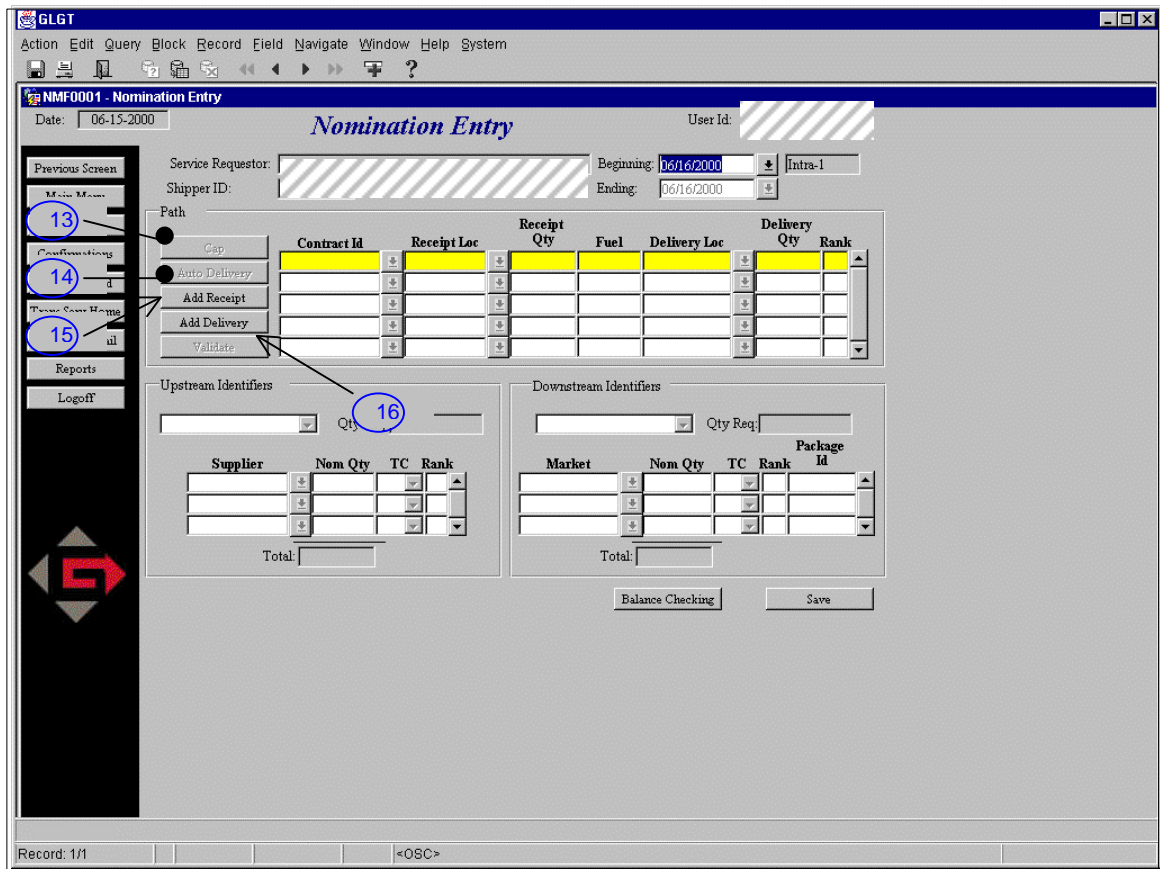 GLGT
Action Edit Query Block Record Field Navigate Window Help System
?
NMF0001 - Nomination Entry
Date: 06-15-2000
Nomination Entry
User Id:
Previous Screen
Service Requestor:
Beginning: 06/16/2000
Intra-1
Main Menu
Shipper ID:
Ending: 06/16/2000
13
Path
Confirmations
14
d
15
il
Reports
Logoff
Cap
Auto Delivery
Add Receipt
Add Delivery
Validate
Contract Id
Receipt Loc
Receipt Qty
Fuel
Delivery Loc
Delivery Qty
Rank
16
Upstream Identifiers
Qty
Supplier
Nom Qty
TC
Rank
Total:
Downstream Identifiers
Qty Req:
Market
Nom Qty
TC
Rank
Package Id
Total:
Balance Checking
Save
Record: 1/1
<OSC>